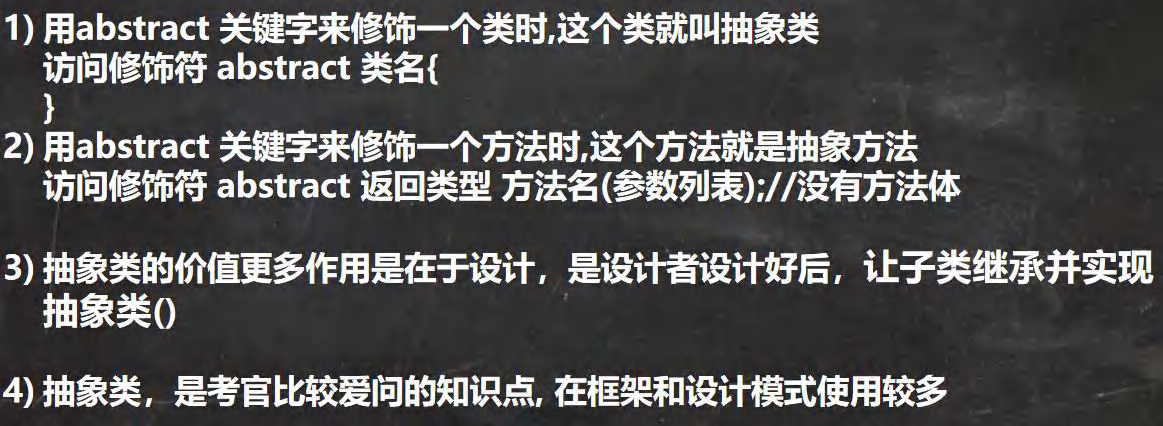 1) 用abstract 关键字来修饰一个类时,这个类就叫抽象类
访问修饰符 abstract 类名{
}
2) 用abstract 关键字来修饰一个方法时,这个方法就是抽象方法
访问修饰符 abstract 返回类型 方法名(参数列表);//没有方法体
3) 抽象类的价值更多作用是在于设计，是设计者设计好后，让子类继承并实现
抽象类()
4) 抽象类，是考官比较爱问的知识点, 在框架和设计模式使用较多